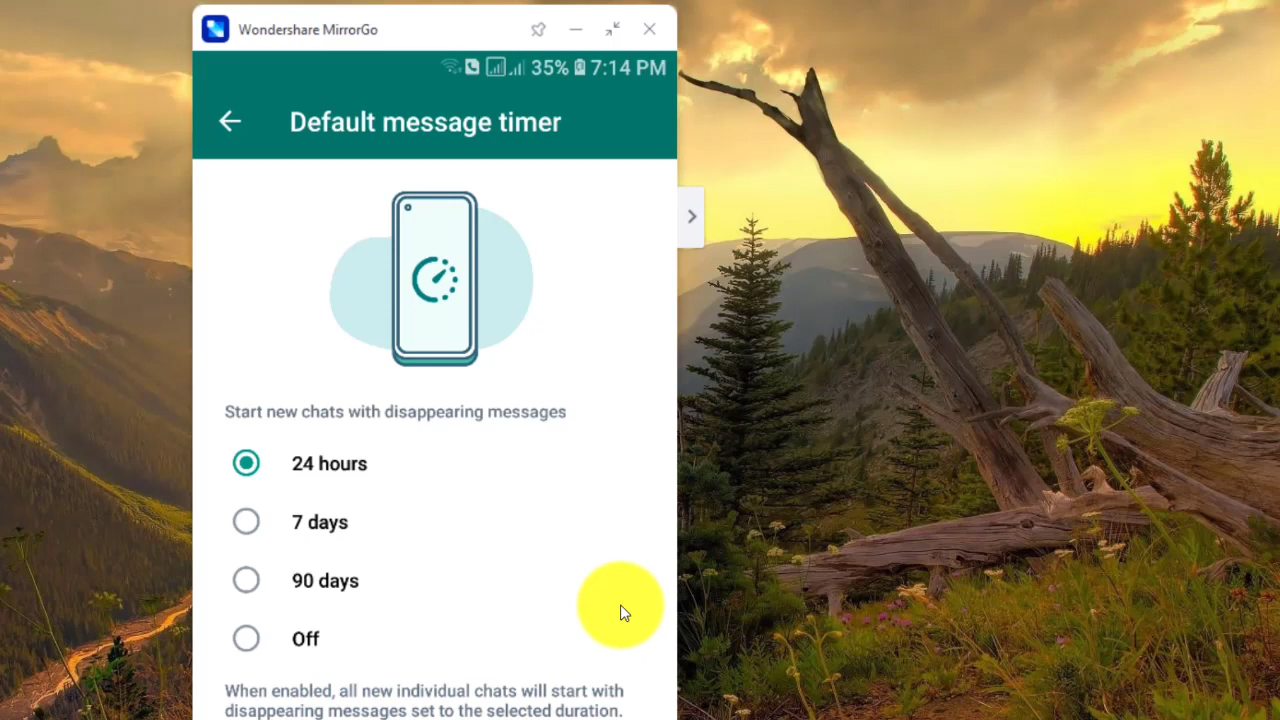 Wondershare MirrorGo
35% 7:14 PM
Default message timer
Start new chats with disappearing messages
24 hours
7 days
90 days
Off
When enabled, all new individual chats will start with
disappearing messages set to the selected duration.